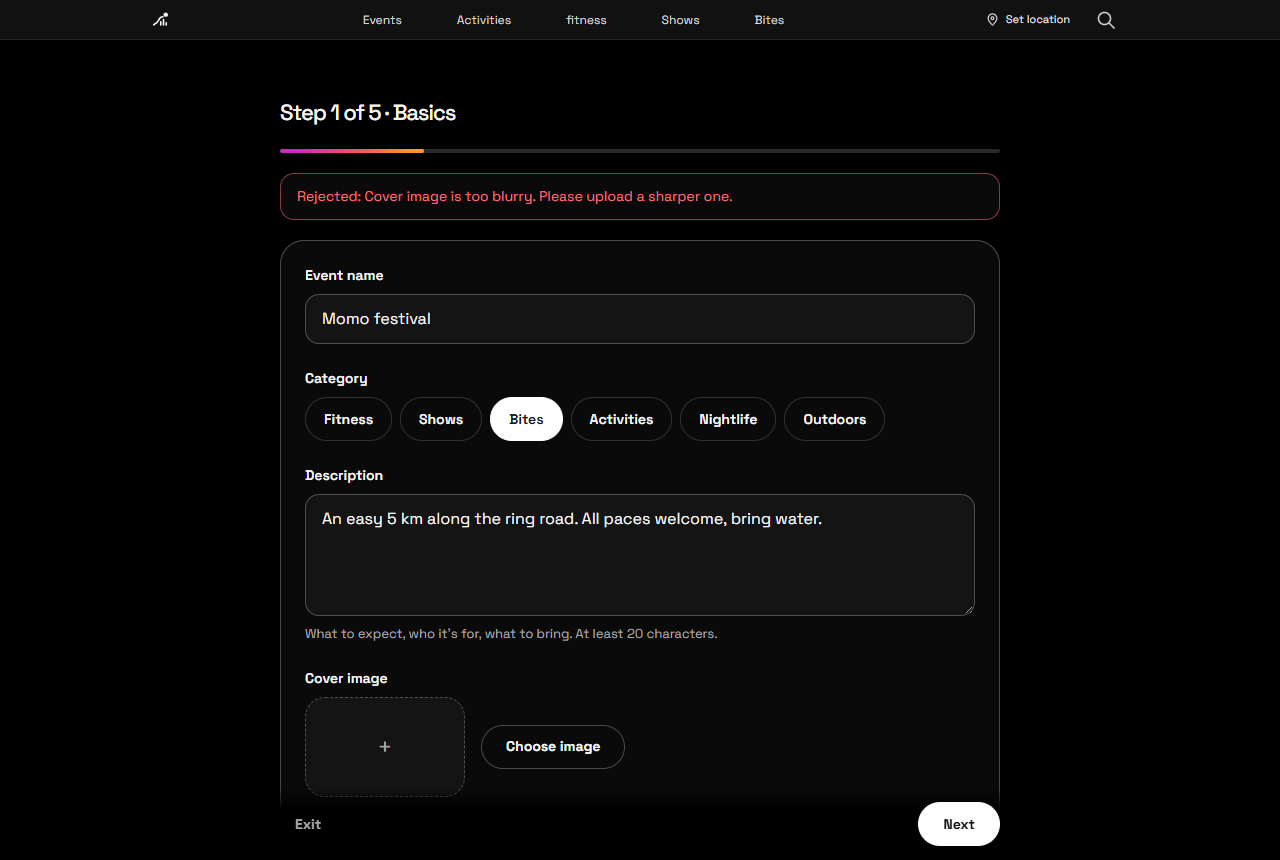 Events Activities fitness Shows Bites Set location
Step 1 of 5 · Basics
Rejected: Cover image is too blurry. Please upload a sharper one.
Event name
Momo festival
Category
Fitness Shows Bites Activities Nightlife Outdoors
Description
An easy 5 km along the ring road. All paces welcome, bring water.
What to expect, who it's for, what to bring. At least 20 characters.
Cover image
+ Choose image
Exit Next